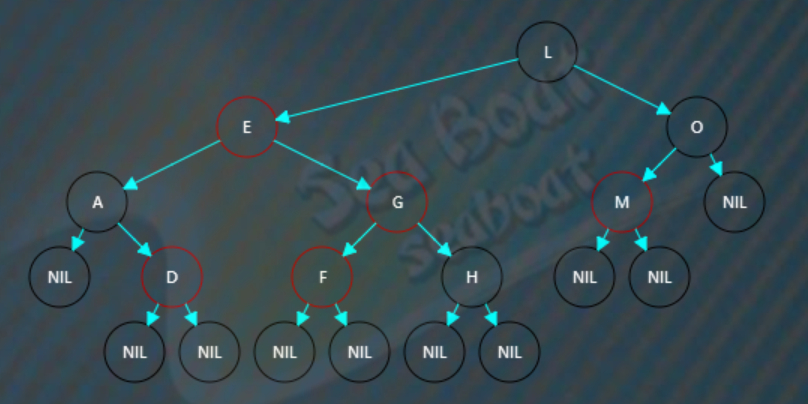 L
E O
A G M NIL
NIL D F H NIL NIL
NIL NIL NIL NIL NIL NIL
Sea Boat
seaboat